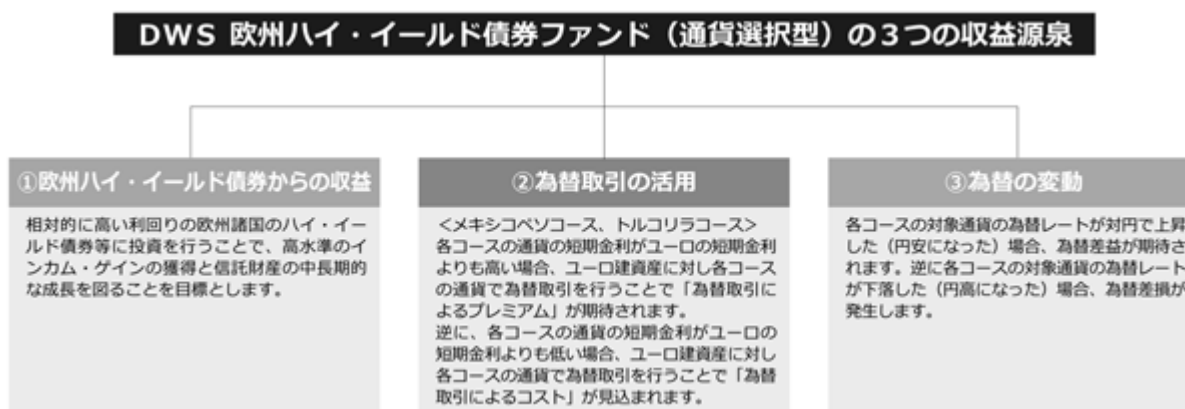 DWS 欧州ハイ・イールド債券ファンド（通貨選択型）の３つの収益源泉
①欧州ハイ・イールド債券からの収益
相対的に高い利回りの欧州諸国のハイ・イー
ルド債券等に投資を行うことで、高水準のイ
ンカム・ゲインの獲得と信託財産の中長期的
な成長を図ることを目標とします。
②為替取引の活用
＜メキシコペソコース、トルコリラコース＞
各コースの通貨の短期金利がユーロの短期金利
よりも高い場合、ユーロ建資産に対し各コース
の通貨で為替取引を行うことで「為替取引に
よるプレミアム」が期待されます。
逆に、各コースの通貨の短期金利がユーロの
短期金利よりも低い場合、ユーロ建資産に対し
各コースの通貨で為替取引を行うことで「為替
取引によるコスト」が見込まれます。
③為替の変動
各コースの対象通貨の為替レートが対円で上昇
した（円安になった）場合、為替差益が期待さ
れます。逆に各コースの対象通貨の為替レート
が下落した（円高になった）場合、為替差損が
発生します。